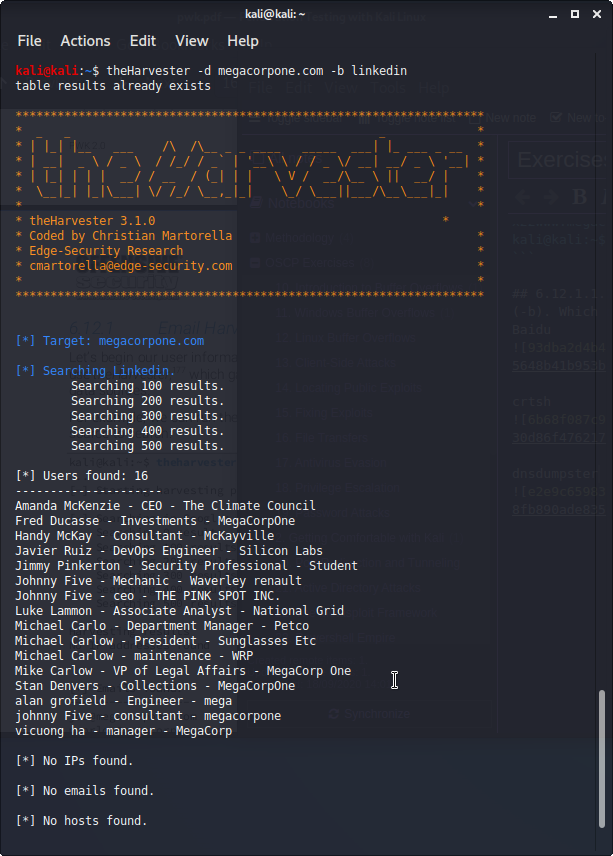 kali@kali: ~
File Actions Edit View Help
kali@kali:~$ theHarvester -d megacorpone.com -b linkedin
table results already exists
*******************************************************************
* theHarvester 3.1.0 *
* Coded by Christian Martorella *
* Edge-Security Research *
* cmartorella@edge-security.com *
* *
*******************************************************************
[*] Target: megacorpone.com
[*] Searching Linkedin.
Searching 100 results.
Searching 200 results.
Searching 300 results.
Searching 400 results.
Searching 500 results.
[*] Users found: 16
---------------------
Amanda McKenzie - CEO - The Climate Council
Fred Ducasse - Investments - MegaCorpOne
Handy McKay - Consultant - McKayville
Javier Ruiz - DevOps Engineer - Silicon Labs
Jimmy Pinkerton - Security Professional - Student
Johnny Five - Mechanic - Waverley renault
Johnny Five - ceo - THE PINK SPOT INC.
Luke Lammon - Associate Analyst - National Grid
Michael Carlo - Department Manager - Petco
Michael Carlow - President - Sunglasses Etc
Michael Carlow - maintenance - WRP
Mike Carlow - VP of Legal Affairs - MegaCorp One
Stan Denvers - Collections - MegaCorpOne
alan grofield - Engineer - mega
johnny Five - consultant - megacorpone
vicuong ha - manager - MegaCorp
[*] No IPs found.
[*] No emails found.
[*] No hosts found.